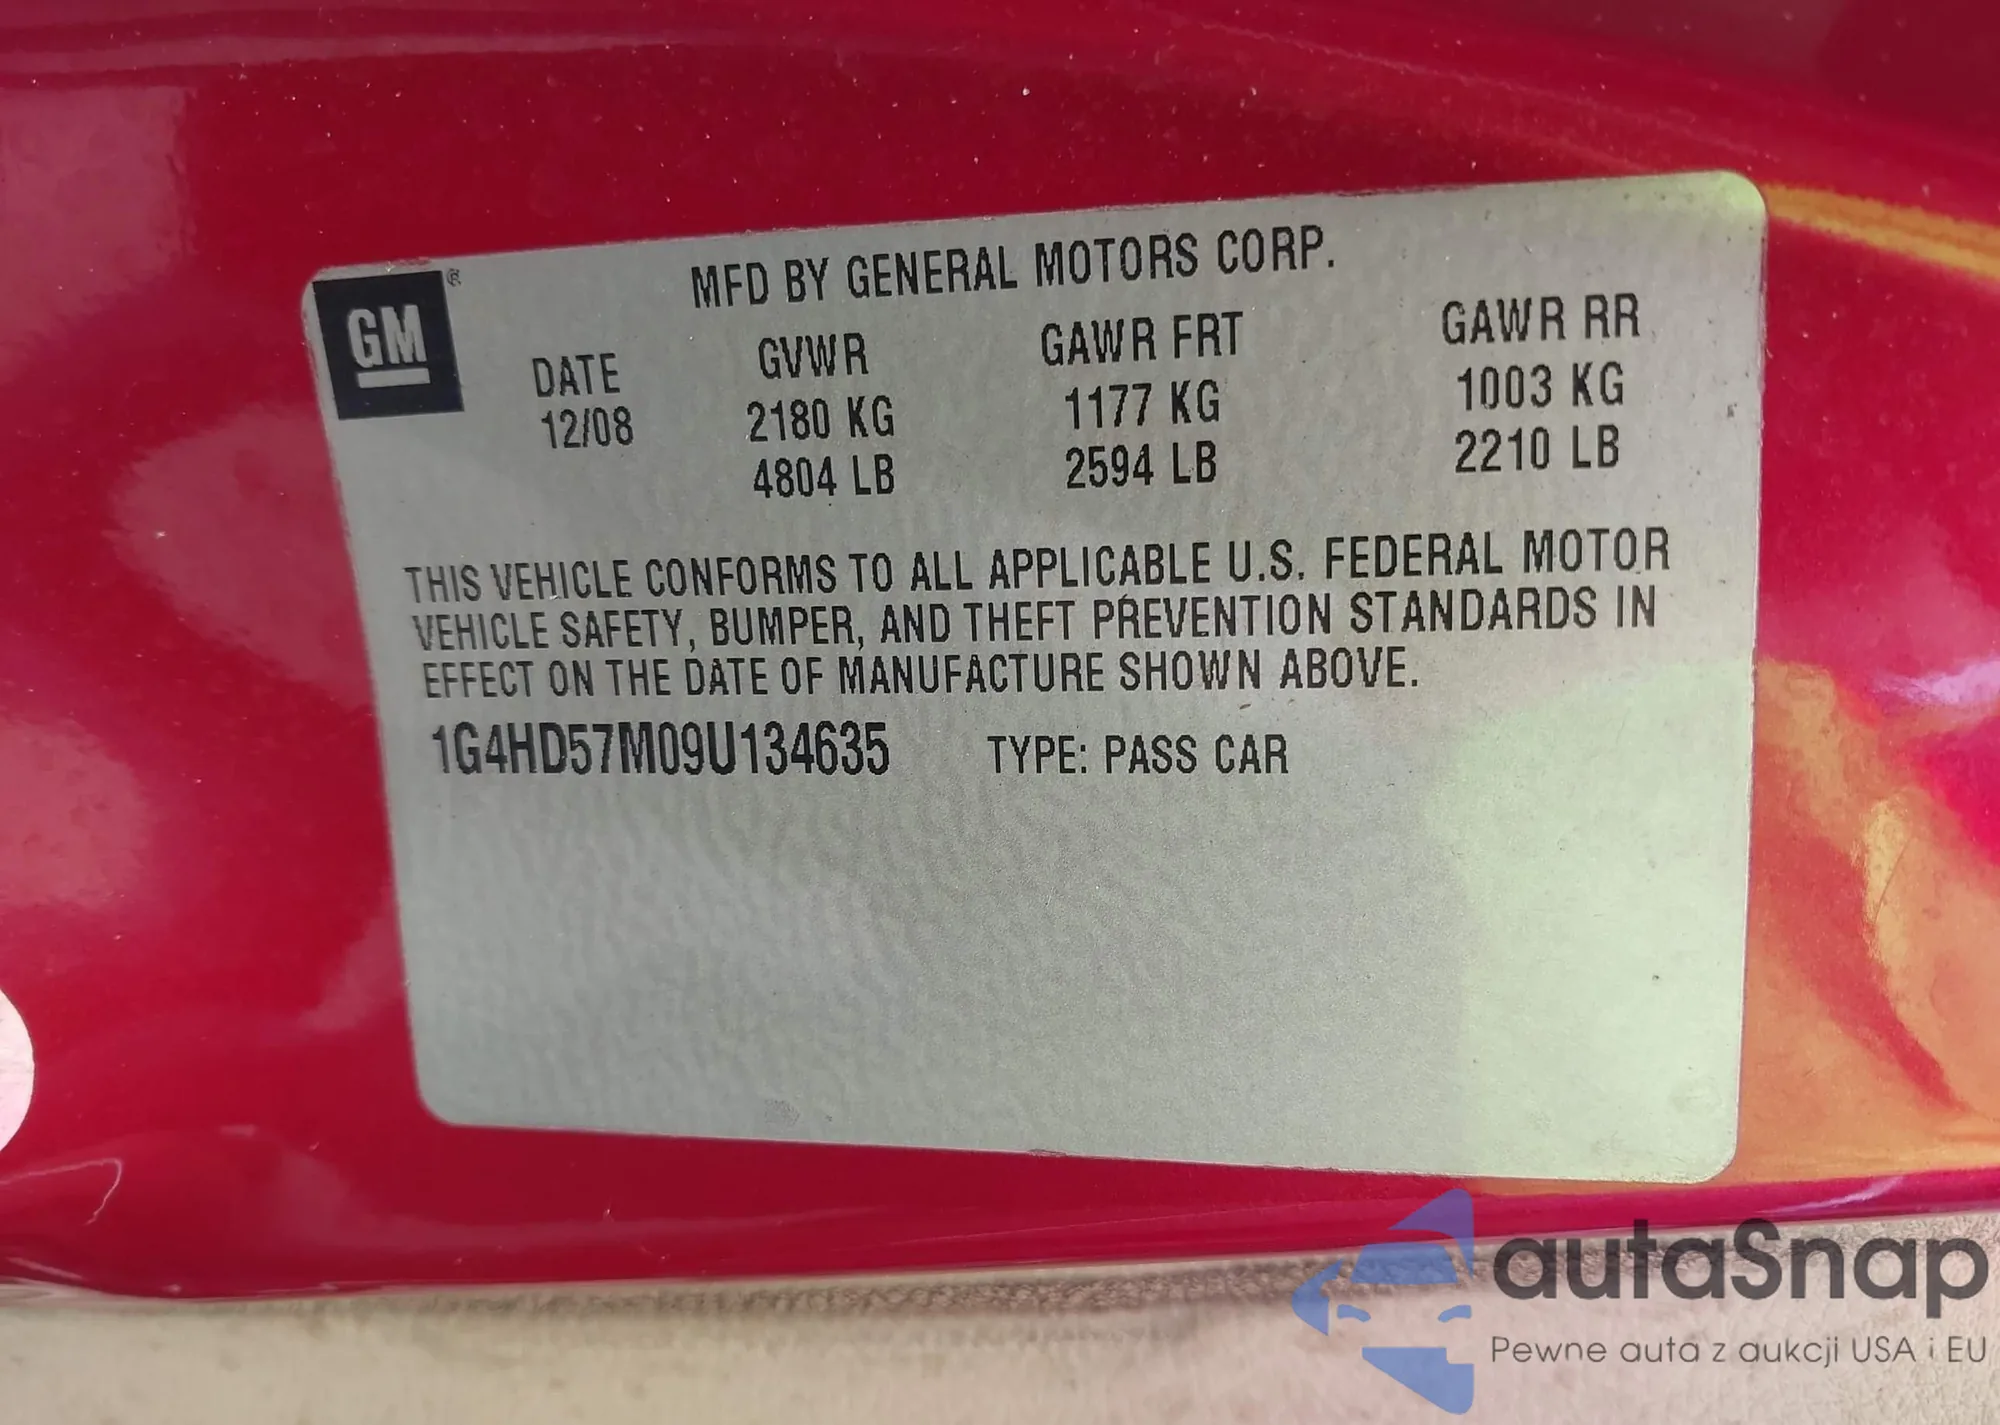 GM ®
MFD BY GENERAL MOTORS CORP.
DATE GVWR GAWR FRT GAWR RR
12/08 2180 KG 1177 KG 1003 KG
4804 LB 2594 LB 2210 LB
THIS VEHICLE CONFORMS TO ALL APPLICABLE U.S. FEDERAL MOTOR
VEHICLE SAFETY, BUMPER, AND THEFT PREVENTION STANDARDS IN
EFFECT ON THE DATE OF MANUFACTURE SHOWN ABOVE.
1G4HD57M09U134635 TYPE: PASS CAR
autaSnap
Pewne auta z aukcji USA i EU